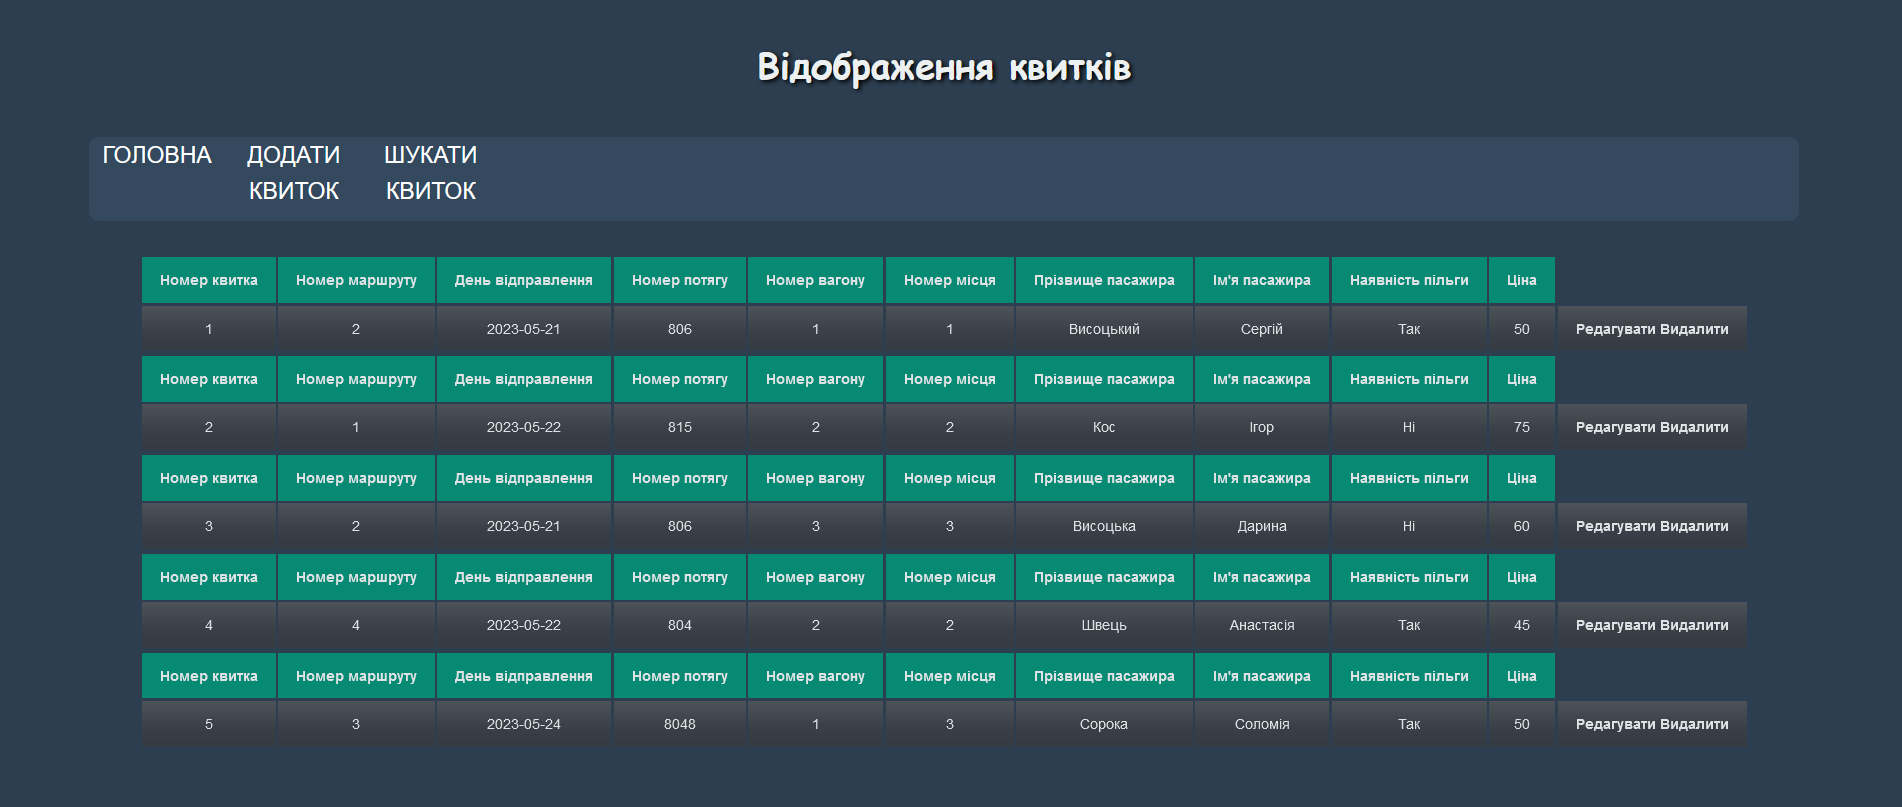 Відображення квитків
ГОЛОВНА ДОДАТИ ШУКАТИ
КВИТОК КВИТОК
Номер квитка Номер маршруту День відправлення Номер потягу Номер вагону Номер місця Прізвище пасажира Ім'я пасажира Наявність пільги Ціна
1 2 2023-05-21 806 1 1 Висоцький Сергій Так 50 Редагувати Видалити
Номер квитка Номер маршруту День відправлення Номер потягу Номер вагону Номер місця Прізвище пасажира Ім'я пасажира Наявність пільги Ціна
2 1 2023-05-22 815 2 2 Кос Ігор Ні 75 Редагувати Видалити
Номер квитка Номер маршруту День відправлення Номер потягу Номер вагону Номер місця Прізвище пасажира Ім'я пасажира Наявність пільги Ціна
3 2 2023-05-21 806 3 3 Висоцька Дарина Ні 60 Редагувати Видалити
Номер квитка Номер маршруту День відправлення Номер потягу Номер вагону Номер місця Прізвище пасажира Ім'я пасажира Наявність пільги Ціна
4 4 2023-05-22 804 2 2 Швець Анастасія Так 45 Редагувати Видалити
Номер квитка Номер маршруту День відправлення Номер потягу Номер вагону Номер місця Прізвище пасажира Ім'я пасажира Наявність пільги Ціна
5 3 2023-05-24 8048 1 3 Сорока Соломія Так 50 Редагувати Видалити